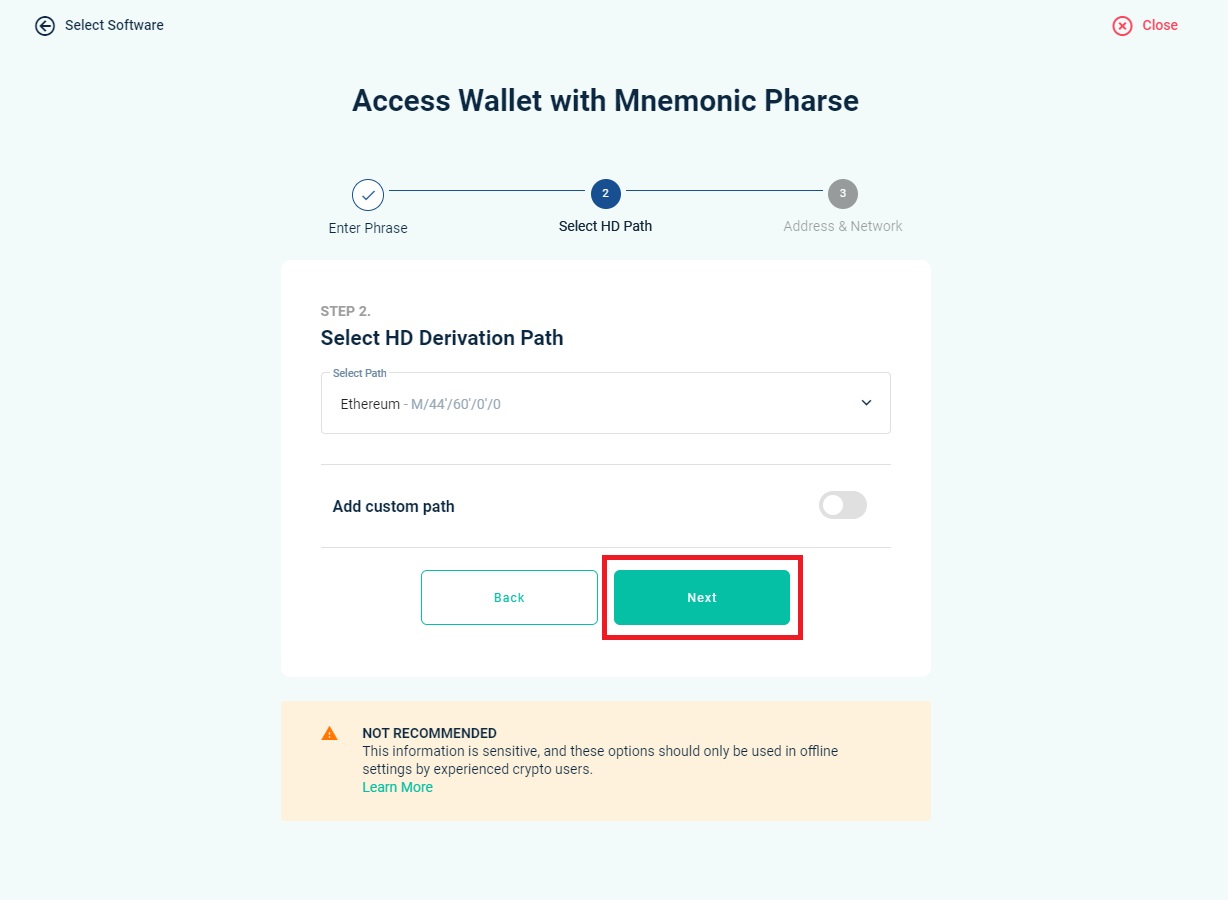 Select Software
Close
Access Wallet with Mnemonic Pharse
2
3
Enter Phrase
Select HD Path
Address & Network
STEP 2.
Select HD Derivation Path
Select Path
Ethereum - M/44'/60'/0'/0
Add custom path
Back
Next
NOT RECOMMENDED
This information is sensitive, and these options should only be used in offline
settings by experienced crypto users.
Learn More